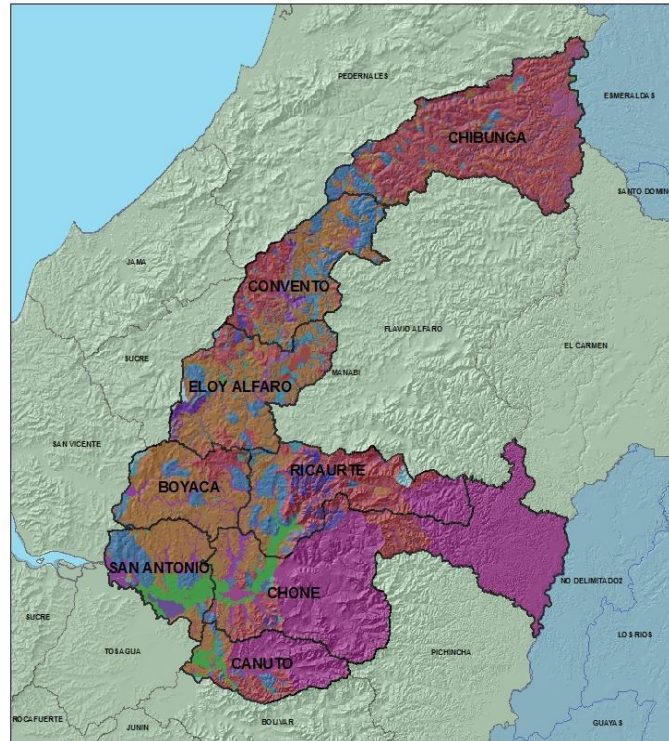 PEDERNALES
ESMERALDAS
CHIBUNGA
SANTO DOMIN
JAMA
CONVENTO
FLAVIO ALFARO
EL CARMEN
SUCRE
MANABI
ELOY ALFARO
SAN VICENTE
RICAURTE
BOYACA
SAN ANTONIO
NO DELIMITADO2
CHONE
SUCRE
LOS RIOS
TOSAGUA
PICHINCHA
CANUTO
ROCAFUERTE
JUNIN
BOLIVAR
GUAYAS